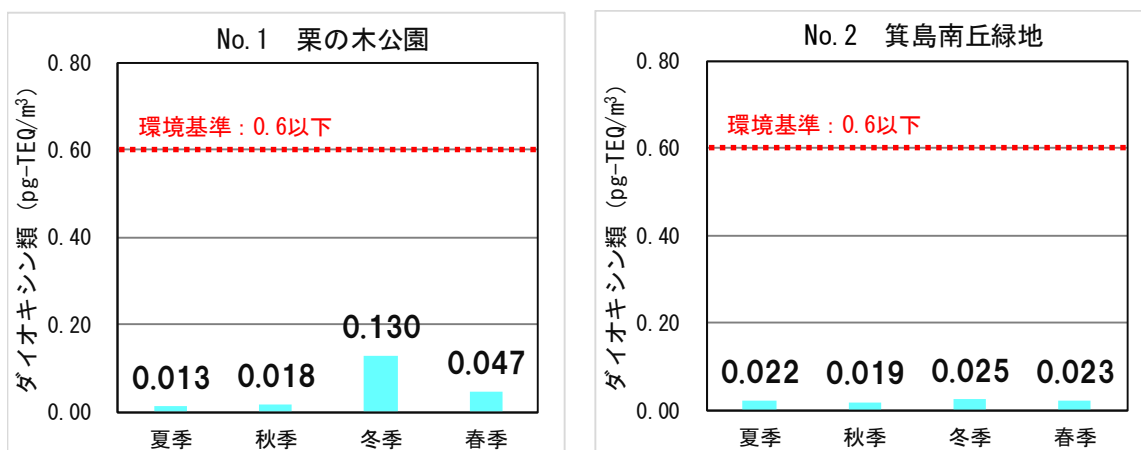 No.1 栗の木公園
ダイオキシン類 (pg-TEQ/m³)
0.80
0.60
0.40
0.20
0.00
環境基準：0.6以下
0.013
0.018
0.130
0.047
夏季
秋季
冬季
春季
No.2 箕島南丘緑地
ダイオキシン類 (pg-TEQ/m³)
0.80
0.60
0.40
0.20
0.00
環境基準：0.6以下
0.022
0.019
0.025
0.023
夏季
秋季
冬季
春季